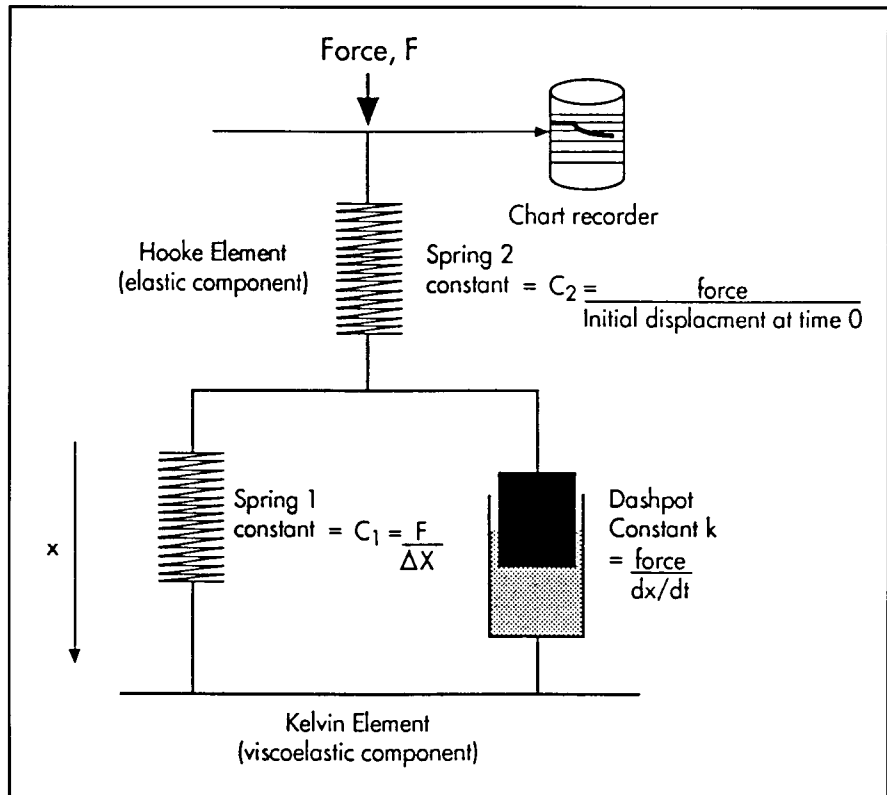 Force, F
Chart recorder
Hooke Element
(elastic component)
Spring 2
constant = C₂ = force
Initial displacment at time 0
Spring 1
constant = C₁ = F
ΔX
Dashpot
Constant k
= force
dx/dt
x
Kelvin Element
(viscoelastic component)